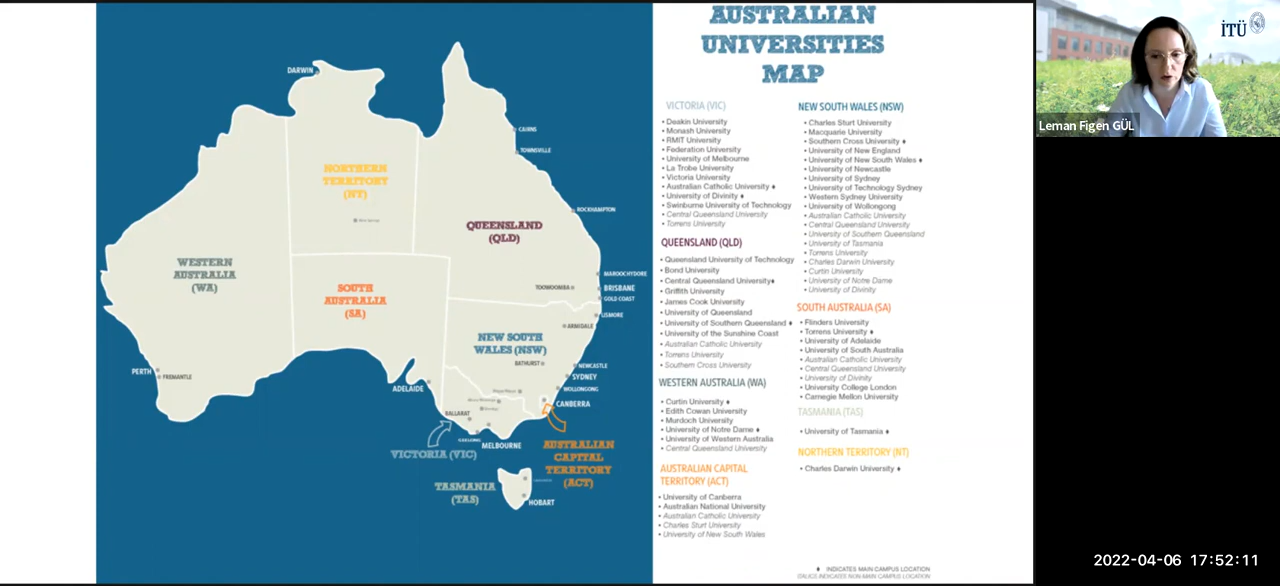 AUSTRALIAN
UNIVERSITIES
MAP
DARWIN
CAIRNS
TOWNSVILLE
NORTHERN
TERRITORY
(NT)
ROCKHAMPTON
QUEENSLAND
(QLD)
WESTERN
AUSTRALIA
(WA)
SOUTH
AUSTRALIA
(SA)
MAROOCHYDORE
TOOWOOMBA
BRISBANE
GOLD COAST
LISMORE
ARMIDALE
NEW SOUTH
WALES (NSW)
BATHURST
NEWCASTLE
SYDNEY
WOLLONGONG
PERTH
FREMANTLE
ADELAIDE
CANBERRA
BALLARAT
GEELONG
MELBOURNE
VICTORIA (VIC)
AUSTRALIAN
CAPITAL
TERRITORY
(ACT)
TASMANIA
(TAS)
HOBART
VICTORIA (VIC)
• Deakin University
• Monash University
• RMIT University
• Federation University
• University of Melbourne
• La Trobe University
• Victoria University
• Australian Catholic University ♦
• University of Divinity ♦
• Swinburne University of Technology
• Central Queensland University
• Torrens University
QUEENSLAND (QLD)
• Queensland University of Technology
• Bond University
• Central Queensland University♦
• Griffith University
• James Cook University
• University of Queensland
• University of Southern Queensland ♦
• University of the Sunshine Coast
• Australian Catholic University
• Torrens University
• Southern Cross University
WESTERN AUSTRALIA (WA)
• Curtin University ♦
• Edith Cowan University
• Murdoch University
• University of Notre Dame ♦
• University of Western Australia
• Central Queensland University
AUSTRALIAN CAPITAL
TERRITORY (ACT)
• University of Canberra
• Australian National University
• Australian Catholic University
• Charles Sturt University
• University of New South Wales
NEW SOUTH WALES (NSW)
• Charles Sturt University
• Macquarie University
• Southern Cross University ♦
• University of New England
• University of New South Wales ♦
• University of Newcastle
• University of Sydney
• University of Technology Sydney
• Western Sydney University
• University of Wollongong
• Australian Catholic University
• Central Queensland University
• University of Southern Queensland
• University of Tasmania
• Torrens University
• Charles Darwin University
• Curtin University
• University of Notre Dame
• University of Divinity
SOUTH AUSTRALIA (SA)
• Flinders University
• Torrens University ♦
• University of Adelaide
• University of South Australia
• Australian Catholic University
• Central Queensland University
• University of Divinity
• University College London
• Carnegie Mellon University
TASMANIA (TAS)
• University of Tasmania ♦
NORTHERN TERRITORY (NT)
• Charles Darwin University ♦
♦ INDICATES MAIN CAMPUS LOCATION
ITALICS INDICATES NON-MAIN CAMPUS LOCATION
İTÜ
Leman Figen GÜL
2022-04-06 17:52:11